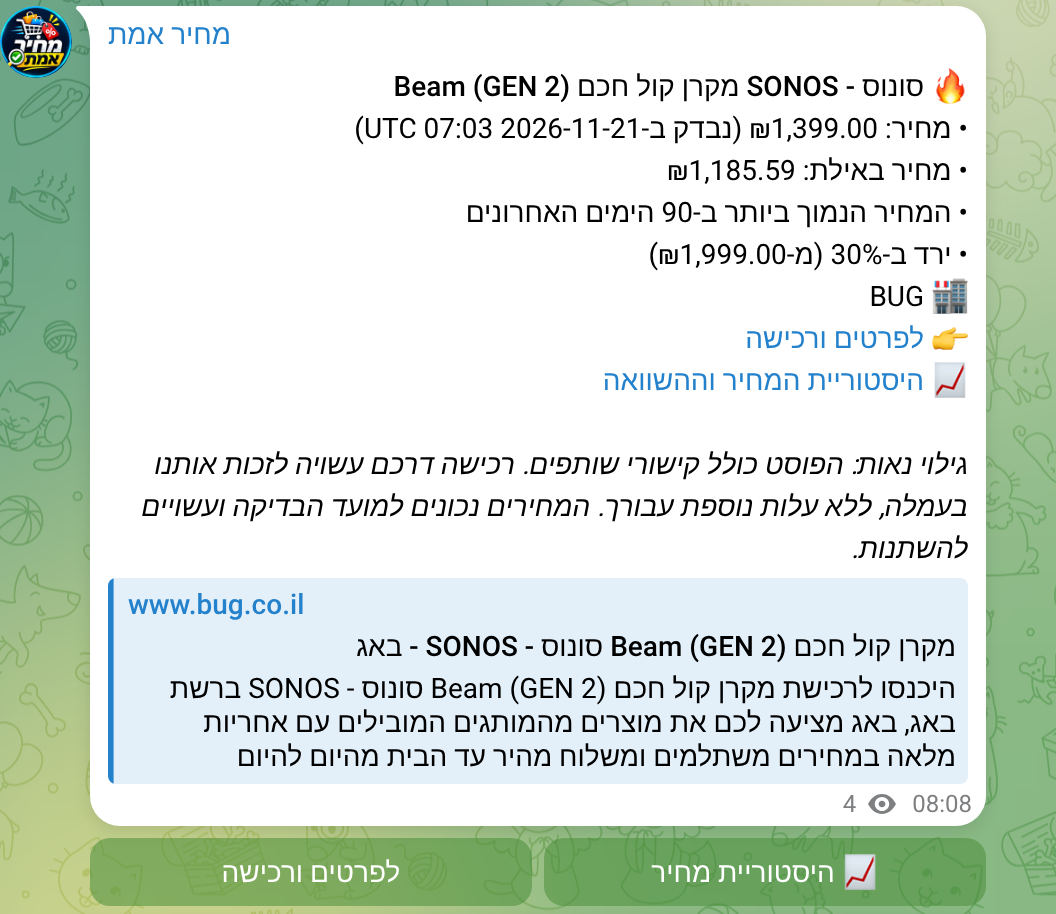 מחיר אמת
מחיר אמת
🔥 סונוס - SONOS מקרן קול חכם Beam (GEN 2)
• מחיר: ₪1,399.00 (נבדק ב-2026-11-21 07:03 UTC)
• מחיר באילת: ₪1,185.59
• המחיר הנמוך ביותר ב-90 הימים האחרונים
• ירד ב-30% (מ-₪1,999.00)
🏬 BUG
👉 לפרטים ורכישה
📈 היסטוריית המחיר וההשוואה
גילוי נאות: הפוסט כולל קישורי שותפים. רכישה דרכם עשויה לזכות אותנו
בעמלה, ללא עלות נוספת עבורך. המחירים נכונים למועד הבדיקה ועשויים
להשתנות.
www.bug.co.il
מקרן קול חכם Beam (GEN 2) סונוס - SONOS - באג
היכנסו לרכישת מקרן קול חכם Beam (GEN 2) סונוס - SONOS ברשת
באג, באג מציעה לכם את מוצרים מהמותגים המובילים עם אחריות
מלאה במחירים משתלמים ומשלוח מהיר עד הבית מהיום להיום
4 08:08
📈 היסטוריית מחיר
לפרטים ורכישה